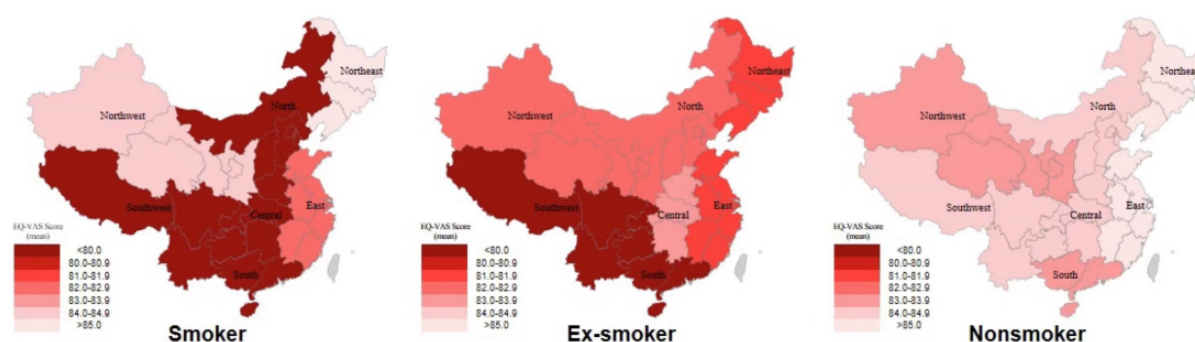 Northeast
North
Northwest
Southwest
Central
East
South
EQ-VAS Score
(mean)
<80.0
80.0-80.9
81.0-81.9
82.0-82.9
83.0-83.9
84.0-84.9
>85.0
Smoker
Northeast
North
Northwest
Southwest
Central
East
South
EQ-VAS Score
(mean)
<80.0
80.0-80.9
81.0-81.9
82.0-82.9
83.0-83.9
84.0-84.9
>85.0
Ex-smoker
Northeast
North
Northwest
Southwest
Central
East
South
EQ-VAS Score
(mean)
<80.0
80.0-80.9
81.0-81.9
82.0-82.9
83.0-83.9
84.0-84.9
>85.0
Nonsmoker